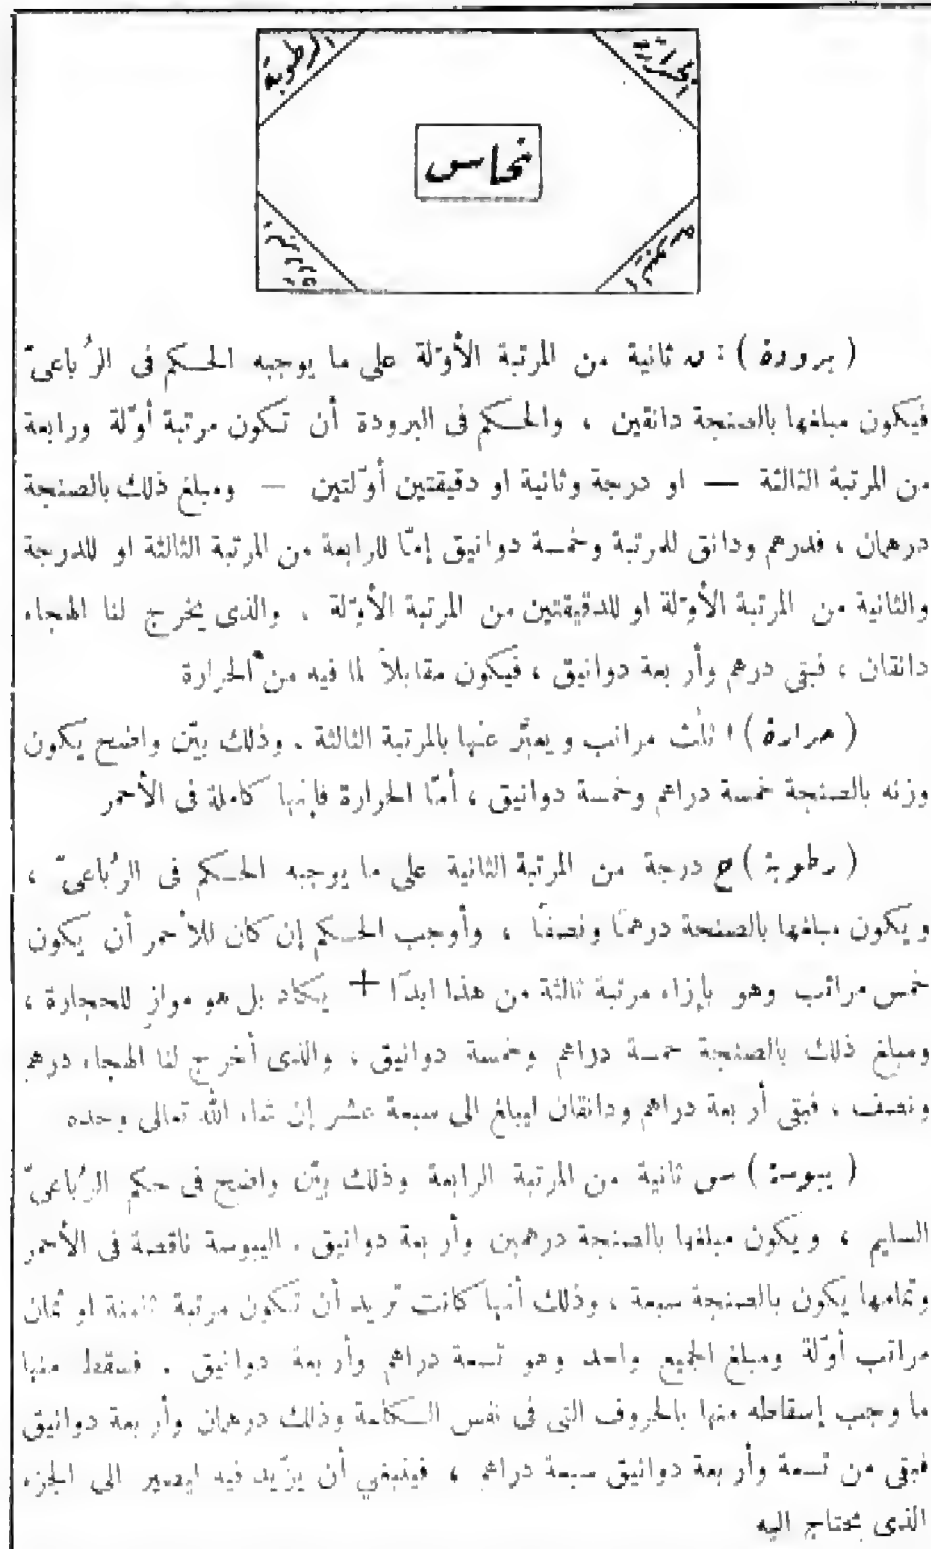 الرطوبة
الحرارة
نحاس
( برودة ) : ن ثانية من المرتبة الأوّلة على ما يوجبه الحكم فى الرُباعىّ
فيكون مبلغها بالصنجة دانقين ، والحكم فى البرودة أن تكون مرتبة أوّلة ورابعة
من المرتبة الثالثة — او درجة وثانية او دقيقتين أوّلتين — ومبلغ ذلك بالصنجة
درهمان ، فدرهم ودانق للمرتبة وخمسة دوانيق إمّا للرابعة من المرتبة الثالثة او للدرجة
والثانية من المرتبة الأوّلة او للدقيقتين من المرتبة الأوّلة . والذى يخرج لنا الهجاء
دانقان ، فبقى درهم وأربعة دوانيق ، فيكون مقابلاً لما فيه من الحرارة
( حرارة ) ا ثلث مراتب ويعبَّر عنها بالمرتبة الثالثة . وذلك بيّن واضح يكون
وزنه بالصنجة خمسة دراهم وخمسة دوانيق ، أمّا الحرارة فإنها كاملة فى الأحمر
( رطوبة ) ح درجة من المرتبة الثانية على ما يوجبه الحكم فى الرُباعىّ ،
ويكون مبلغها بالصنجة درهمًا ونصفًا ، وأوجب الحكم إن كان للأحمر أن يكون
خمس مراتب وهو بإزاء مرتبة ثالثة من هذا ابدًا + يكاد بل هو موازٍ للحجارة ،
ومبلغ ذلك بالصنجة خمسة دراهم وخمسة دوانيق ، والذى أخرج لنا الهجاء درهم
ونصف ، فبقى أربعة دراهم ودانقان ليبلغ الى سبعة عشر إن شاء الله تعالى وحده
( يبوسة ) س ثانية من المرتبة الرابعة وذلك بيّن واضح فى حكم الرُباعىّ
السليم ، ويكون مبلغها بالصنجة درهمين وأربعة دوانيق . اليبوسة ناقصة فى الأحمر
وتمامها يكون بالصنجة سبعة ، وذلك أنها كانت تريد أن تكون مرتبة ثامنة او ثمان
مراتب أوّلة ومبلغ الجميع واحد وهو تسعة دراهم وأربعة دوانيق . فسقط منها
ما وجب إسقاطه منها بالحروف التى فى نفس الكلمة وذلك درهمان وأربعة دوانيق
فبقى من تسعة وأربعة دوانيق سبعة دراهم ، فينبغى أن يزيد فيه ليصير الى الجزء
الذى يحتاج اليه